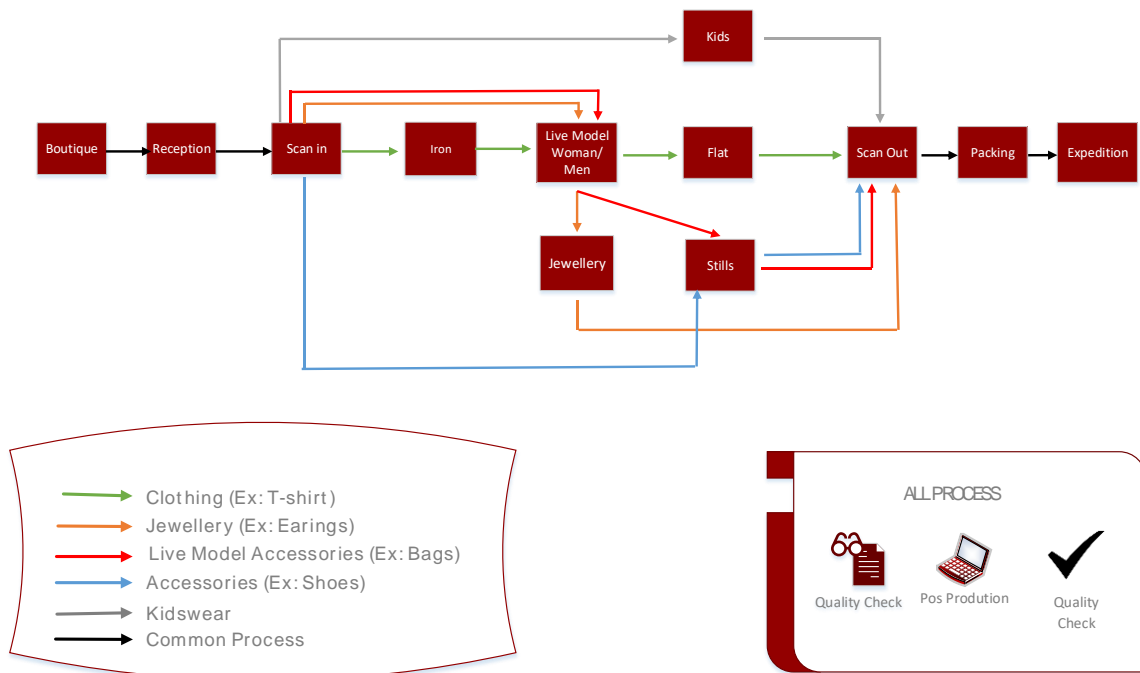 Kids
Boutique
Reception
Scan in
Iron
Live Model
Woman/
Men
Flat
Scan Out
Packing
Expedition
Jewellery
Stills
Clothing (Ex: T-shirt)
Jewellery (Ex: Earings)
Live Model Accessories (Ex: Bags)
Accessories (Ex: Shoes)
Kidswear
Common Process
ALL PROCESS
Quality Check
Pos Prodution
Quality
Check